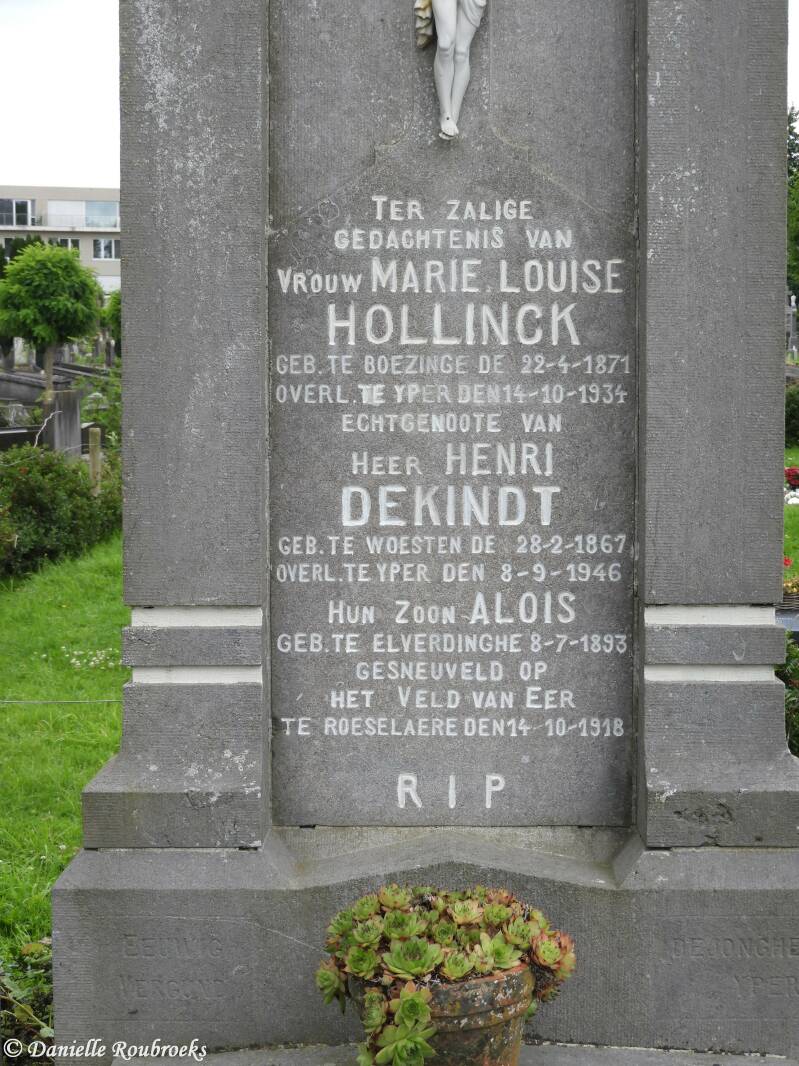 TER ZALIGE
GEDACHTENIS VAN
VROUW MARIE.LOUISE
HOLLINCK
GEB.TE BOEZINGE DE 22-4-1871
OVERL.TE YPER DEN 14-10-1934
ECHTGENOOTE VAN
HEER HENRI
DEKINDT
GEB.TE WOESTEN DE 28-2-1867
OVERL.TE YPER DEN 8-9-1946
HUN ZOON ALOIS
GEB.TE ELVERDINGHE 8-7-1893
GESNEUVELD OP
HET VELD VAN EER
TE ROESELAERE DEN 14-10-1918
R I P
EEUWIG
VERGOND
DEJONGHE
YPER
© Danielle Roubroeks